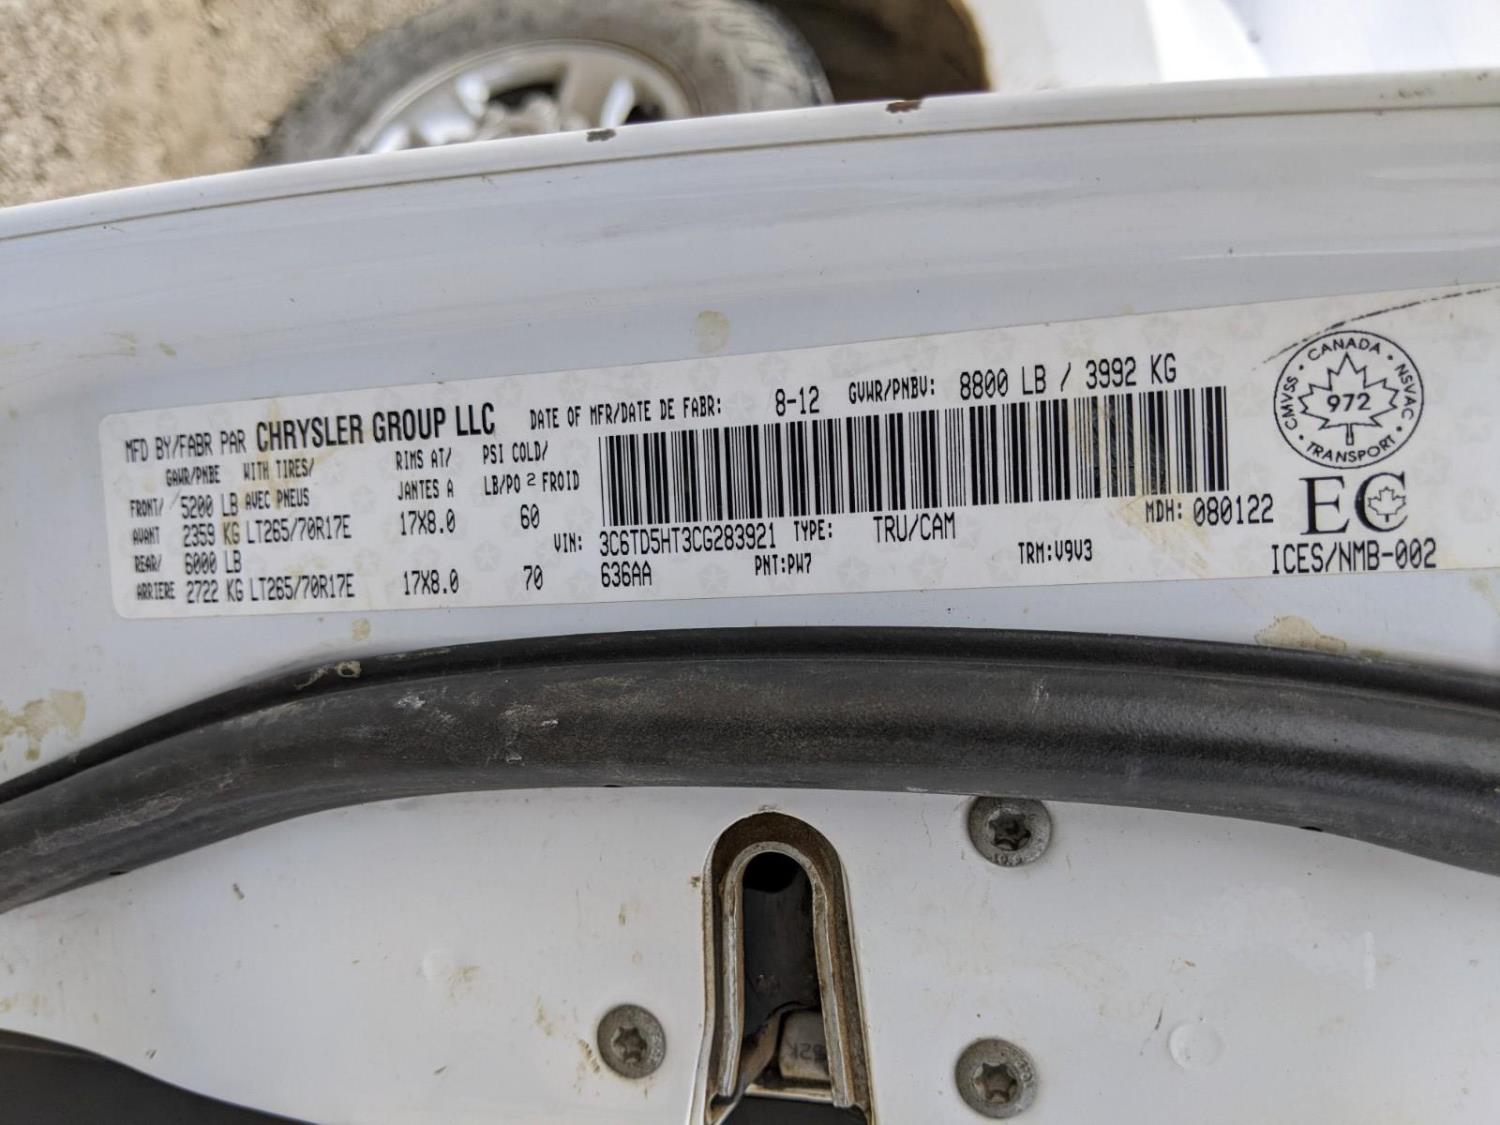 MFD BY/FABR PAR CHRYSLER GROUP LLC DATE OF MFR/DATE DE FABR: 8-12 GVWR/PNBV: 8800 LB / 3992 KG
GAWR/PNBE WITH TIRES/ RIMS AT/ PSI COLD/
FRONT/ 5200 LB AVEC PNEUS JANTES A LB/PO 2 FROID
AVANT 2359 KG LT265/70R17E 17X8.0 60
REAR/ 6000 LB
ARRIERE 2722 KG LT265/70R17E 17X8.0 70
VIN: 3C6TD5HT3CG283921 TYPE: TRU/CAM MDH: 080122
636AA PNT:PW7 TRM:V9V3
CANADA
CMVSS
NSVAC
972
TRANSPORT
EC
ICES/NMB-002